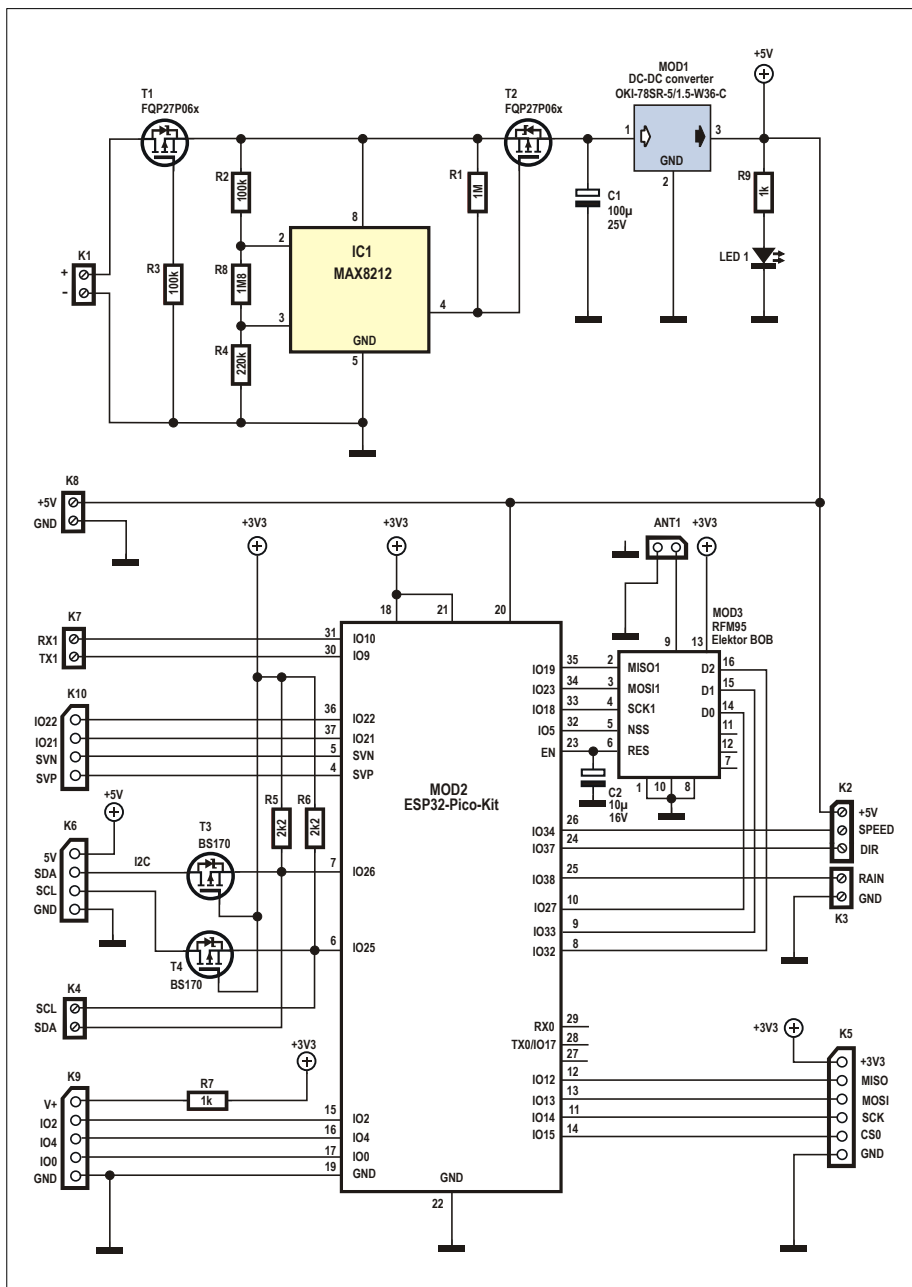 MOD1
DC-DC converter
OKI-78SR-5/1.5-W36-C
+5V
T1
FQP27P06x
T2
FQP27P06x
1
3
GND
2
R2
100k
R1
1M
R9
1k
8
C1
100µ
25V
2
IC1
MAX8212
K1
+
-
R3
100k
R8
1M8
LED 1
3
4
R4
220k
GND
5
K8
+5V
GND
+3V3
+3V3
ANT1
+3V3
18
21
20
MOD3
RFM95
Elektor BOB
9
13
K7
RX1
TX1
31
IO10
30
IO9
IO19
35
2
MISO1
D2
16
IO23
34
3
MOSI1
D1
15
IO18
33
4
SCK1
D0
14
IO5
32
5
NSS
11
EN
23
6
RES
12
7
1
10
8
K10
IO22
IO21
SVN
SVP
36
IO22
37
IO21
5
SVN
4
SVP
MOD2
ESP32-Pico-Kit
C2
10µ
16V
+5V
K6
5V
SDA
SCL
GND
I2C
T3
BS170
R5
2k2
R6
2k2
7
IO26
T4
BS170
6
IO25
K2
+5V
SPEED
DIR
IO34
26
IO37
24
IO38
25
RAIN
GND
K3
IO27
10
IO33
9
IO32
8
K4
SCL
SDA
RX0
29
TX0/IO17
28
27
K9
V+
IO2
IO4
IO0
GND
R7
1k
+3V3
15
IO2
16
IO4
17
IO0
19
GND
IO12
12
IO13
13
IO14
11
IO15
14
+3V3
K5
+3V3
MISO
MOSI
SCK
CS0
GND
GND
22